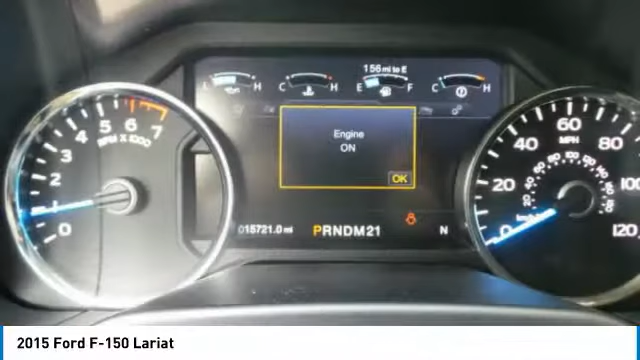 156 mi to E
L H C H E F C H
Engine
ON
OK
015721.0 mi PRNDM21 N
0 1 2 3 4 5 6 7
RPM X 1000
0 20 40 60 80 100 120
MPH
km/h
2015 Ford F-150 Lariat